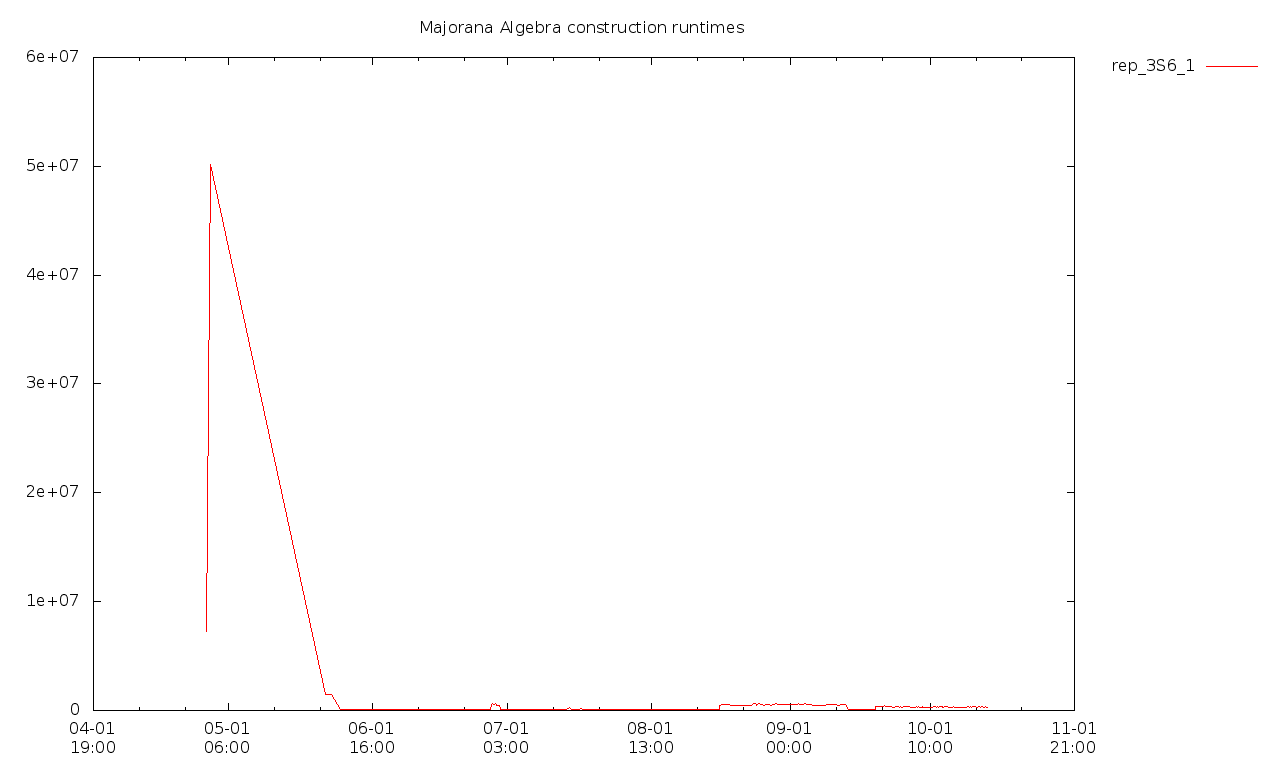 Majorana Algebra construction runtimes
rep_3S6_1
6e+07
5e+07
4e+07
3e+07
2e+07
1e+07
0
04-01 05-01 06-01 07-01 08-01 09-01 10-01 11-01
19:00 06:00 16:00 03:00 13:00 00:00 10:00 21:00